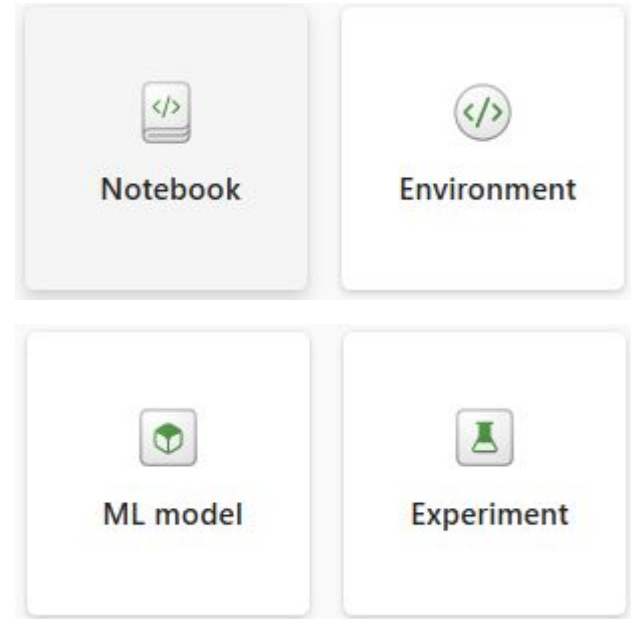 </>
Notebook
</>
Environment
ML model
Experiment